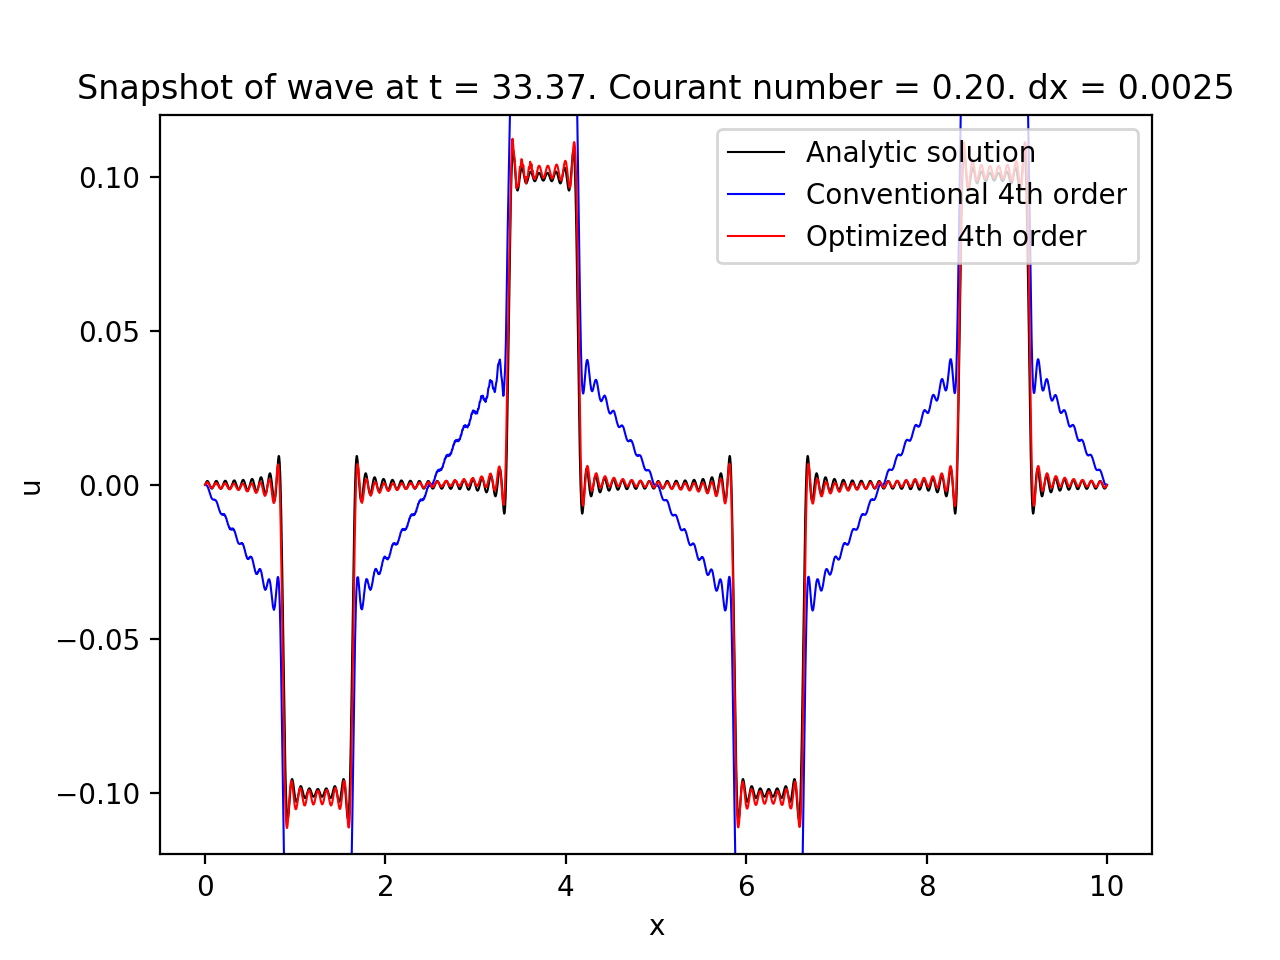 Snapshot of wave at t = 33.37. Courant number = 0.20. dx = 0.0025
Analytic solution
Conventional 4th order
Optimized 4th order
0.10
0.05
0.00
−0.05
−0.10
u
0 2 4 6 8 10
x